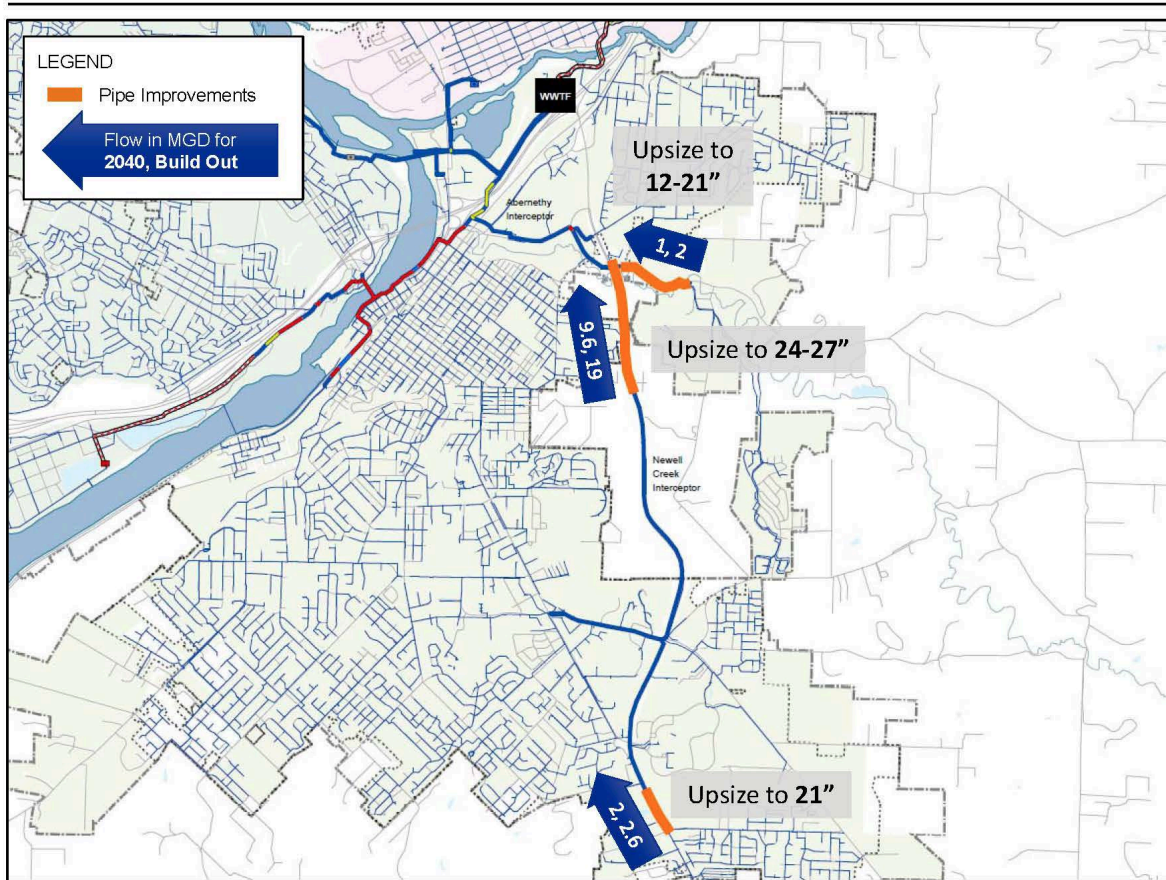 LEGEND
Pipe Improvements
Flow in MGD for
2040, Build Out
WWTF
Upsize to
12-21”
Abernethy
Interceptor
1, 2
9.6, 19
Upsize to 24-27”
Newell
Creek
Interceptor
Upsize to 21”
2, 2.6